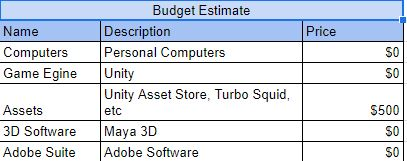 Budget Estimate
Name Description Price
Computers Personal Computers $0
Game Egine Unity $0
Unity Asset Store, Turbo Squid,
Assets etc $500
3D Software Maya 3D $0
Adobe Suite Adobe Software $0